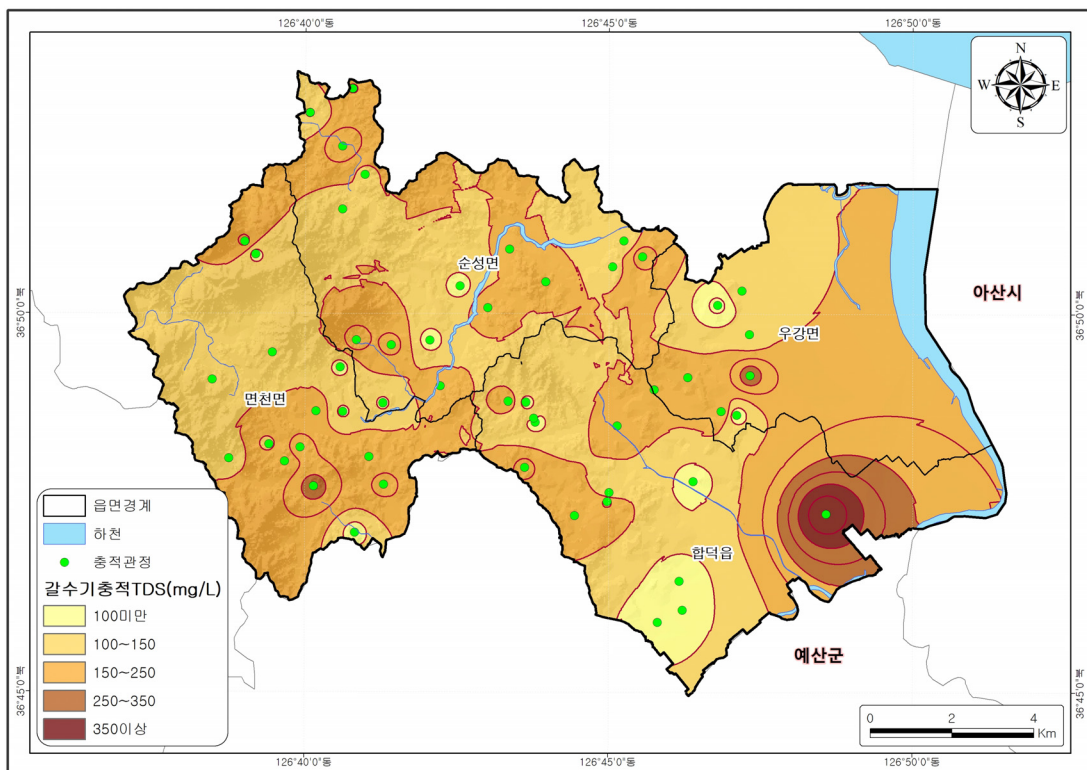 126°40'0"동
126°45'0"동
126°50'0"동
N
W
E
S
36°50'0"북
36°50'0"북
순성면
아산시
우강면
면천면
합덕읍
예산군
읍면경계
하천
충적관정
갈수기충적TDS(mg/L)
100미만
100~150
150~250
250~350
350이상
36°45'0"북
36°45'0"북
0
2
4
Km
126°40'0"동
126°45'0"동
126°50'0"동